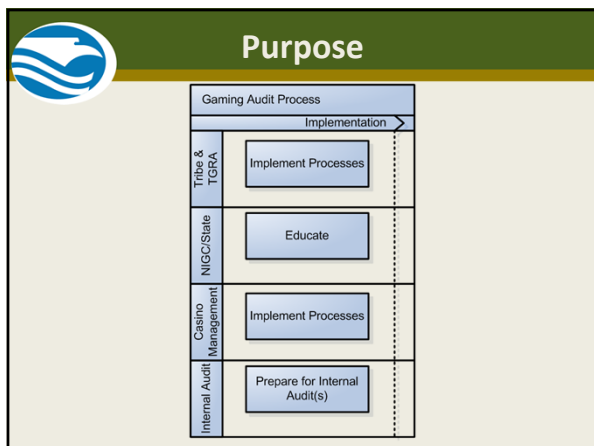 Purpose
Gaming Audit Process
Implementation
Tribe &
TGRA
Implement Processes
NIGC/State
Educate
Casino
Management
Implement Processes
Internal Audit
Prepare for Internal
Audit(s)